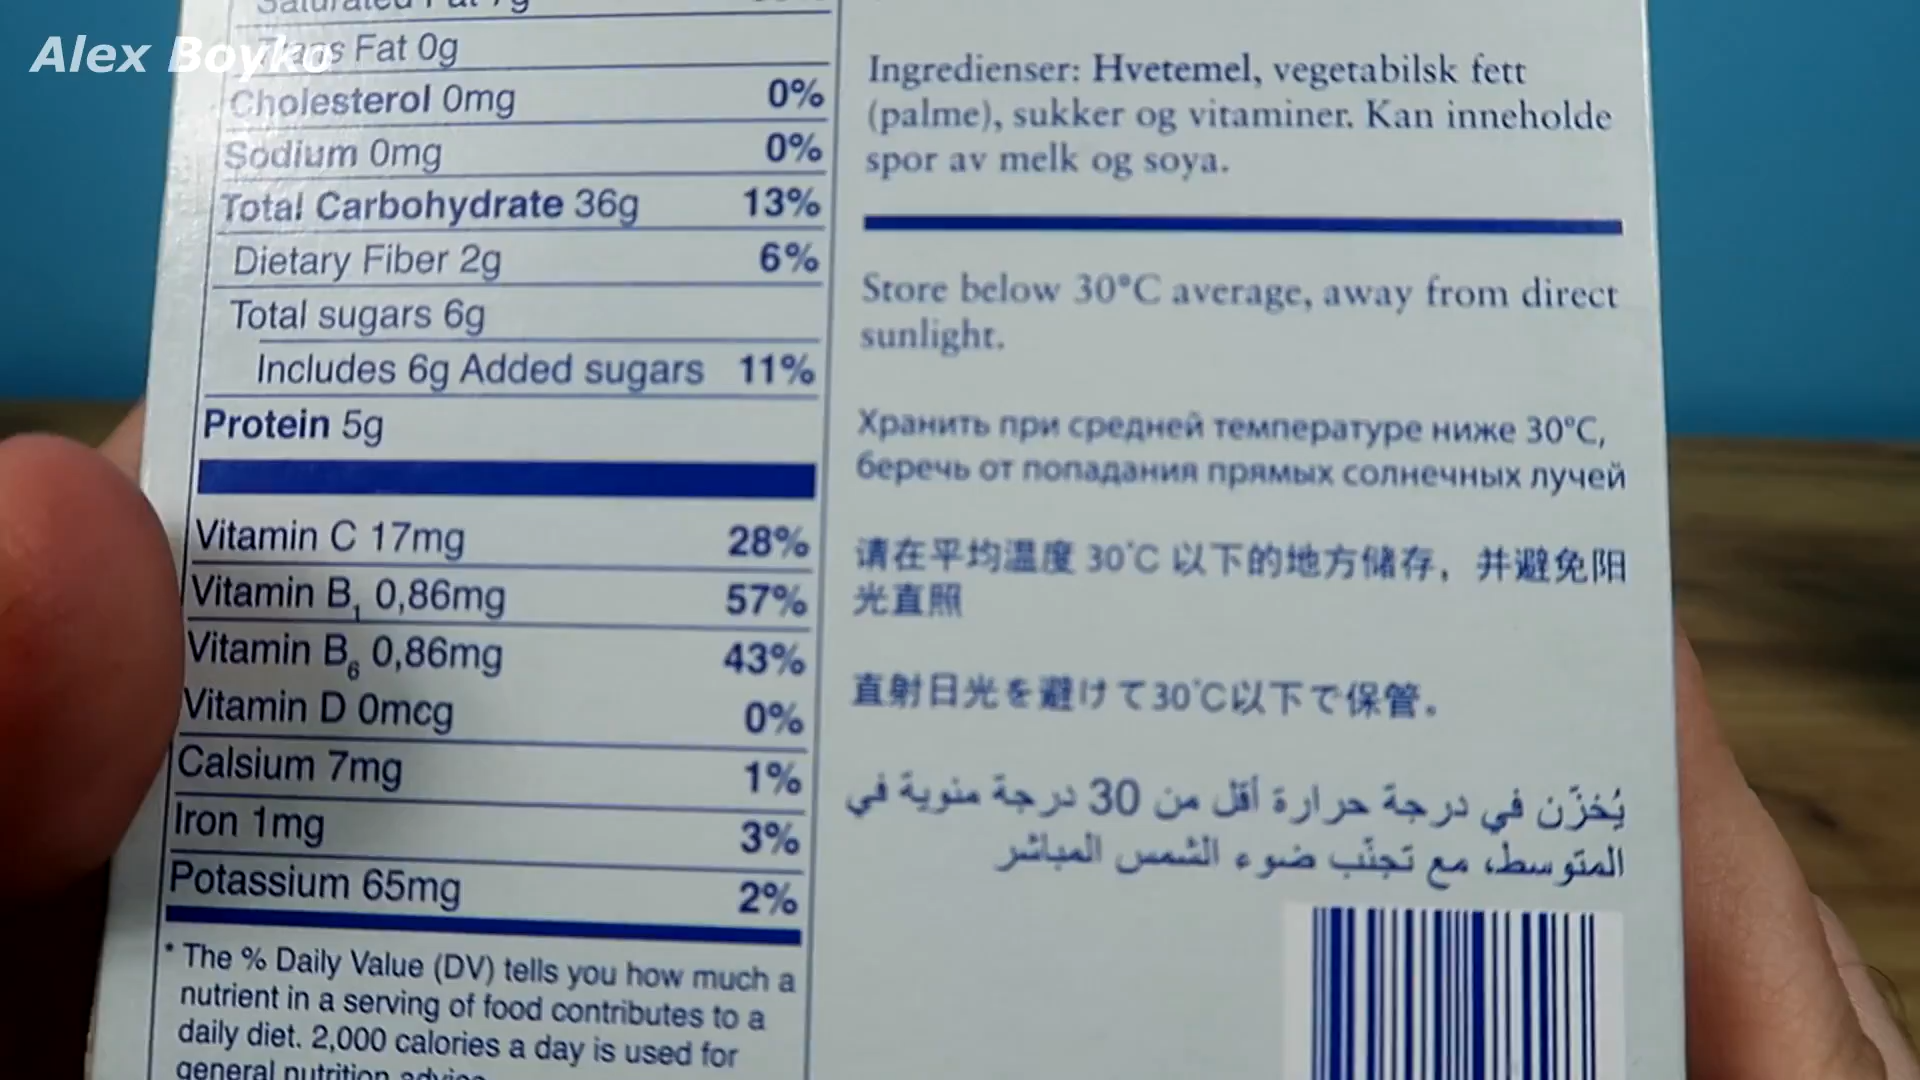 Alex Boyko
Saturated Fat 7g
Trans Fat 0g
Cholesterol 0mg 0%
Sodium 0mg 0%
Total Carbohydrate 36g 13%
Dietary Fiber 2g 6%
Total sugars 6g
Includes 6g Added sugars 11%
Protein 5g
Vitamin C 17mg 28%
Vitamin B₁ 0,86mg 57%
Vitamin B₆ 0,86mg 43%
Vitamin D 0mcg 0%
Calsium 7mg 1%
Iron 1mg 3%
Potassium 65mg 2%
* The % Daily Value (DV) tells you how much a
nutrient in a serving of food contributes to a
daily diet. 2,000 calories a day is used for
general nutrition advice.
Ingredienser: Hvetemel, vegetabilsk fett
(palme), sukker og vitaminer. Kan inneholde
spor av melk og soya.
Store below 30°C average, away from direct
sunlight.
Хранить при средней температуре ниже 30°C,
беречь от попадания прямых солнечных лучей
请在平均温度 30°C 以下的地方储存，并避免阳
光直照
直射日光を避けて30°C以下で保管。
يُخزّن في درجة حرارة أقل من 30 درجة منوية في
المتوسط، مع تجنّب ضوء الشمس المباشر